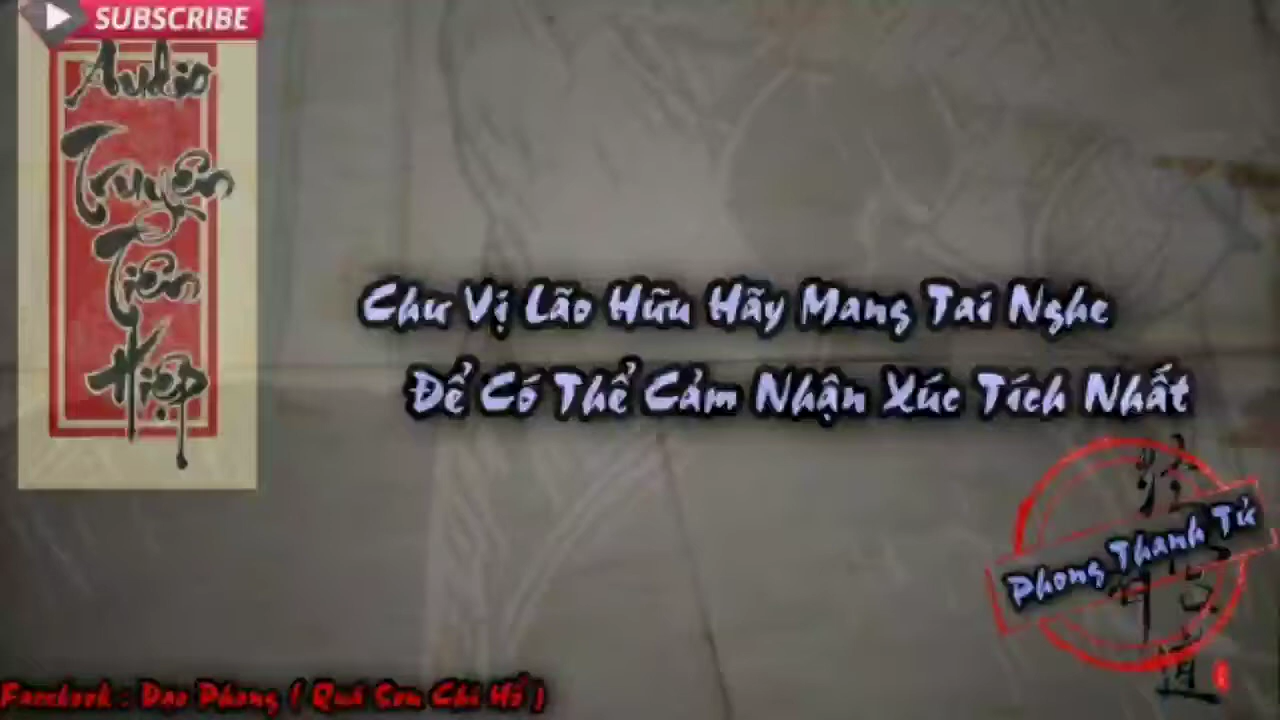 SUBSCRIBE
Audio
Truyện
Tiên
Hiệp
Chư Vị Lão Hữu Hãy Mang Tai Nghe
Để Có Thể Cảm Nhận Xúc Tích Nhất
Phong Thanh Tử
Facebook : Đạo Phong ( Quá Sơn Chi Hổ )